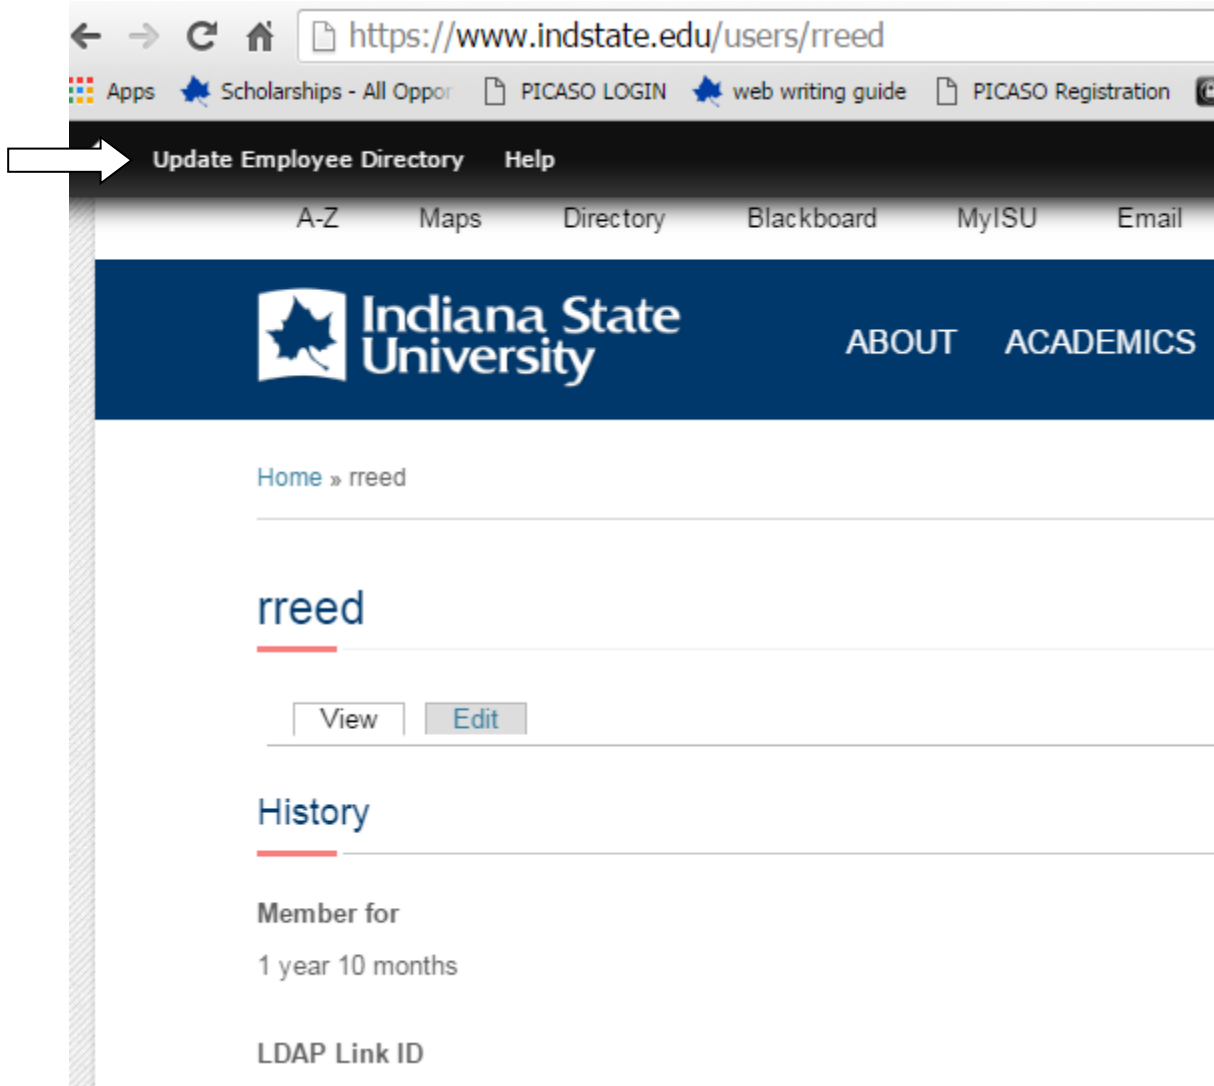 https://www.indstate.edu/users/rreed
Apps Scholarships - All Oppor PICASO LOGIN web writing guide PICASO Registration
Update Employee Directory Help
A-Z Maps Directory Blackboard MyISU Email
Indiana State
University
ABOUT ACADEMICS
Home » rreed
rreed
View Edit
History
Member for
1 year 10 months
LDAP Link ID